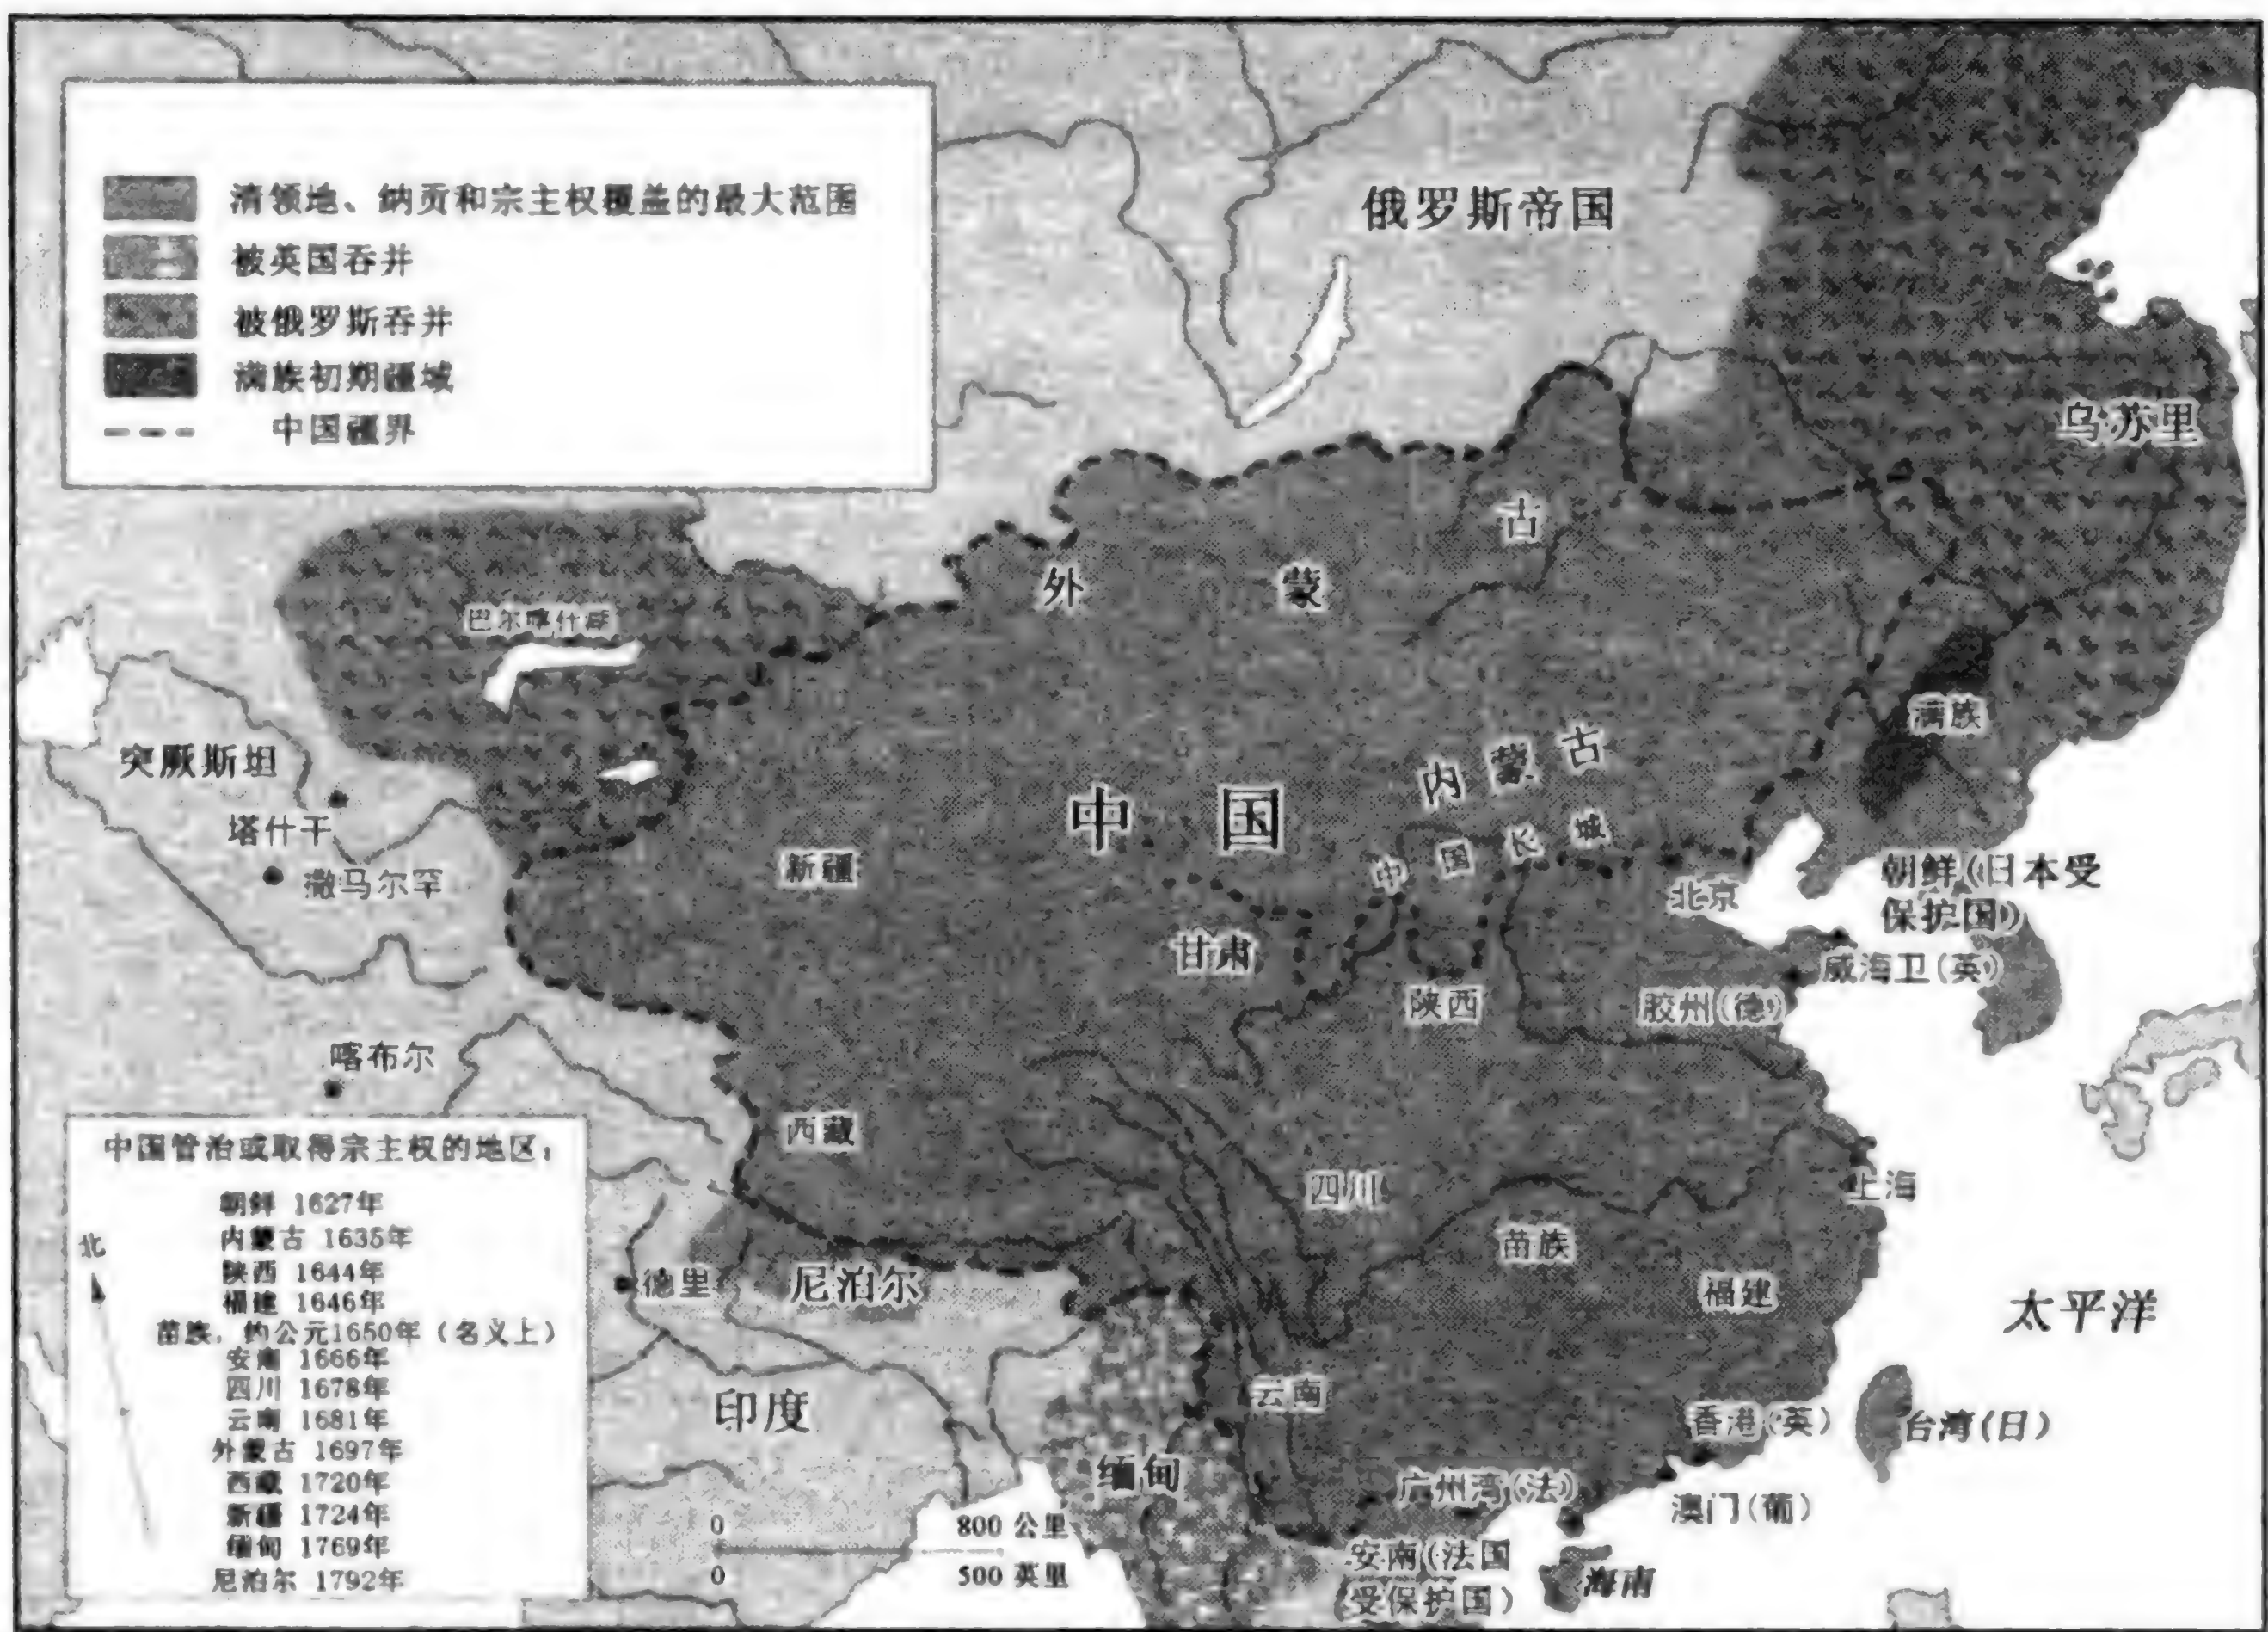 清领地、纳贡和宗主权覆盖的最大范围
被英国吞并
被俄罗斯吞并
满族初期疆域
中国疆界
俄罗斯帝国
乌苏里
外蒙古
巴尔喀什湖
满族
突厥斯坦
塔什干
撒马尔罕
内蒙古
中国
中国长城
新疆
北京
朝鲜(日本受
保护国)
甘肃
威海卫(英)
陕西
胶州(德)
喀布尔
西藏
四川
上海
苗族
德里
尼泊尔
福建
太平洋
印度
云南
香港(英)
台湾(日)
缅甸
广州湾(法)
澳门(葡)
安南(法国
受保护国)
海南
0 800 公里
0 500 英里
北
中国管治或取得宗主权的地区：
朝鲜 1627年
内蒙古 1635年
陕西 1644年
福建 1646年
苗族，约公元1650年（名义上）
安南 1666年
四川 1678年
云南 1681年
外蒙古 1697年
西藏 1720年
新疆 1724年
缅甸 1769年
尼泊尔 1792年